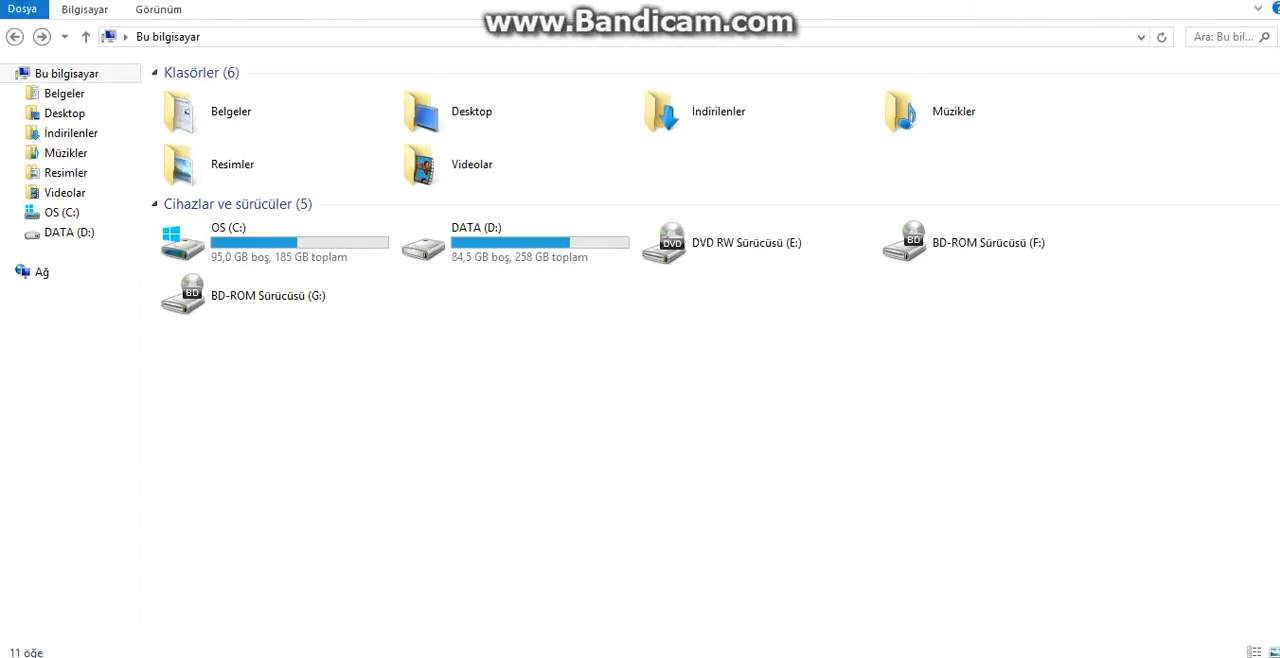 Dosya Bilgisayar Görünüm
www.Bandicam.com
Bu bilgisayar
Ara: Bu bil...
Bu bilgisayar
Belgeler
Desktop
İndirilenler
Müzikler
Resimler
Videolar
OS (C:)
DATA (D:)
Ağ
Klasörler (6)
Belgeler
Desktop
İndirilenler
Müzikler
Resimler
Videolar
Cihazlar ve sürücüler (5)
OS (C:)
95,0 GB boş, 185 GB toplam
DATA (D:)
84,5 GB boş, 258 GB toplam
DVD RW Sürücüsü (E:)
BD-ROM Sürücüsü (F:)
BD-ROM Sürücüsü (G:)
11 öğe